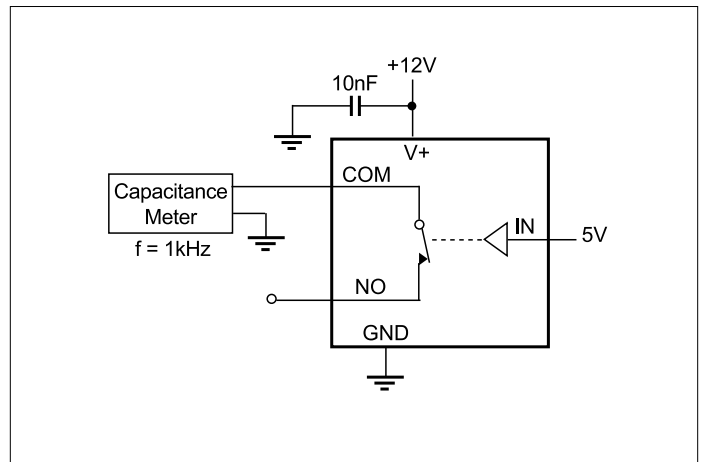 +12V
10nF
V+
COM
Capacitance
Meter
f = 1kHz
IN
5V
NO
GND